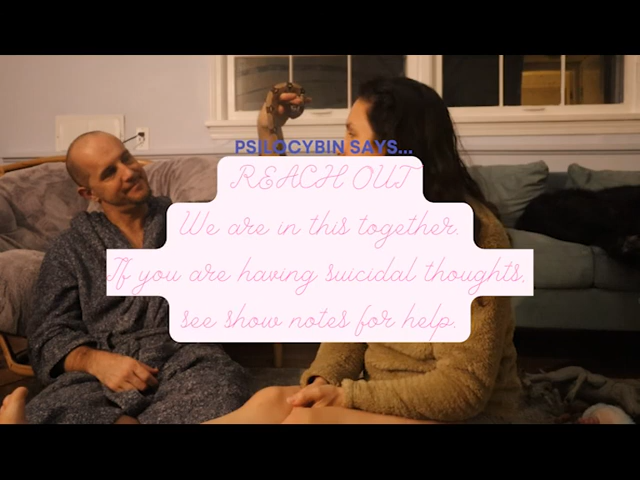 PSILOCYBIN SAYS...
REACH OUT
We are in this together.
If you are having suicidal thoughts,
see show notes for help.